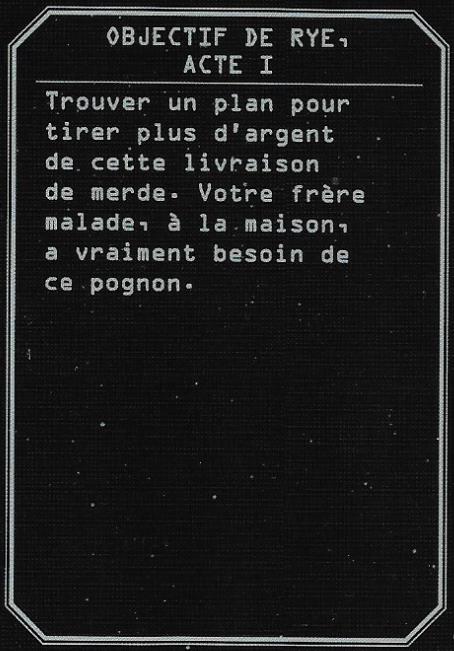 OBJECTIF DE RYE,
ACTE I
Trouver un plan pour
tirer plus d'argent
de cette livraison
de merde. Votre frère
malade, à la maison,
a vraiment besoin de
ce pognon.